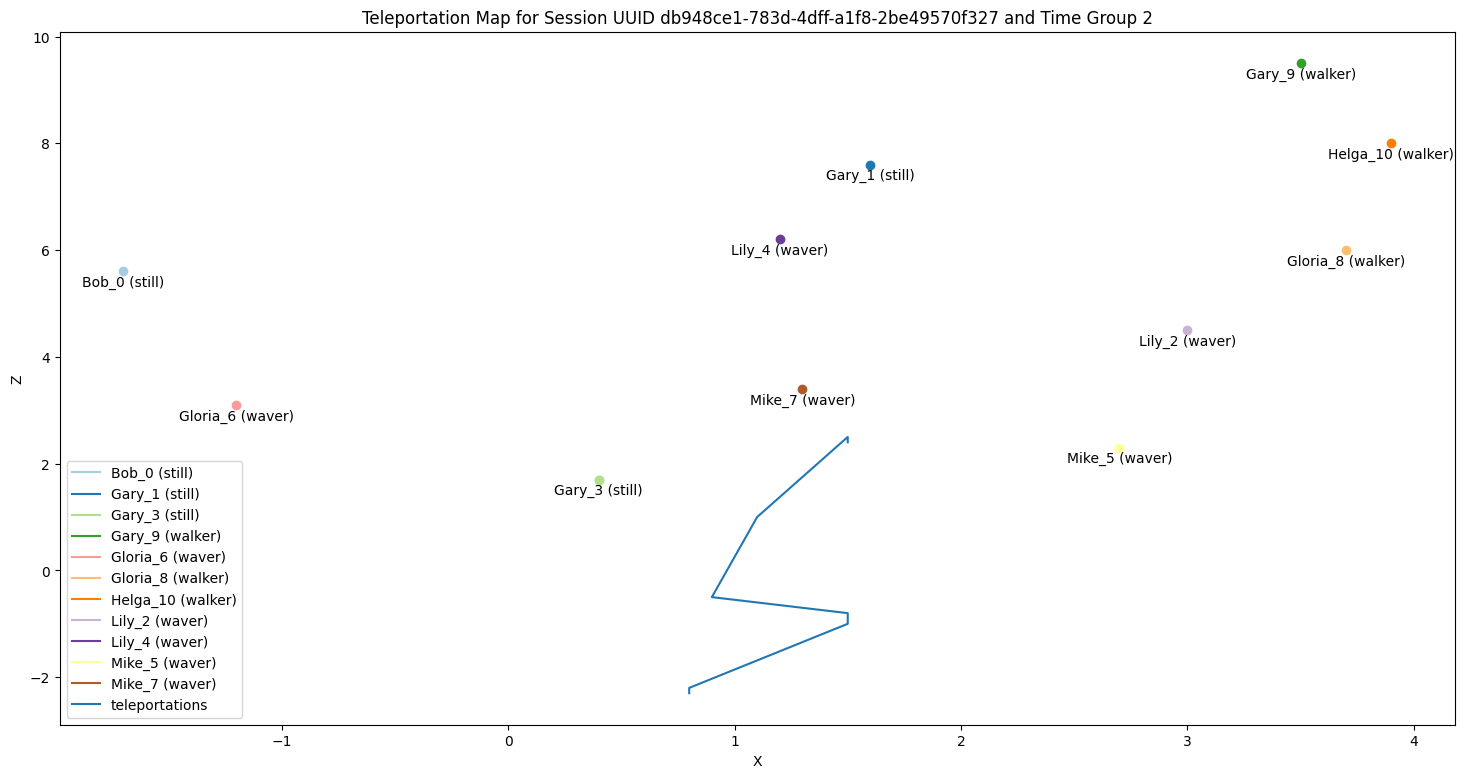 Teleportation Map for Session UUID db948ce1-783d-4dff-a1f8-2be49570f327 and Time Group 2
10
8
6
4
2
0
−2
Z
Gary_9 (walker)
Helga_10 (walker)
Gary_1 (still)
Lily_4 (waver)
Gloria_8 (walker)
Bob_0 (still)
Lily_2 (waver)
Mike_7 (waver)
Gloria_6 (waver)
Mike_5 (waver)
Gary_3 (still)
Bob_0 (still)
Gary_1 (still)
Gary_3 (still)
Gary_9 (walker)
Gloria_6 (waver)
Gloria_8 (walker)
Helga_10 (walker)
Lily_2 (waver)
Lily_4 (waver)
Mike_5 (waver)
Mike_7 (waver)
teleportations
−1
0
1
2
3
4
X